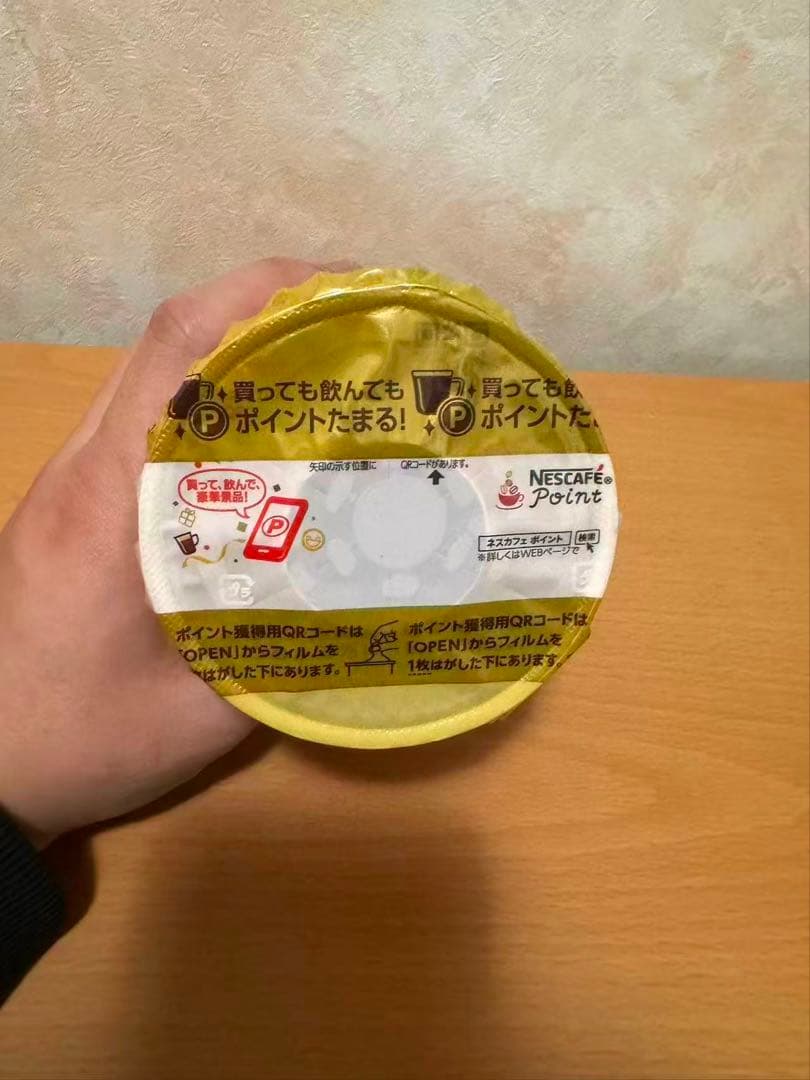 買っても飲んでも
ポイントたまる!
P
買っても飲
ポイントた
P
矢印の示す位置に
QRコードがあります。
買って、飲んで、
豪華景品!
P
NESCAFÉ®
Point
ネスカフェ ポイント 検索
※詳しくはWEBページで
プラ
ポイント獲得用QRコードは
「OPEN」からフィルムを
はがした下にあります。
ポイント獲得用QRコードは
「OPEN」からフィルムを
1枚はがした下にあります